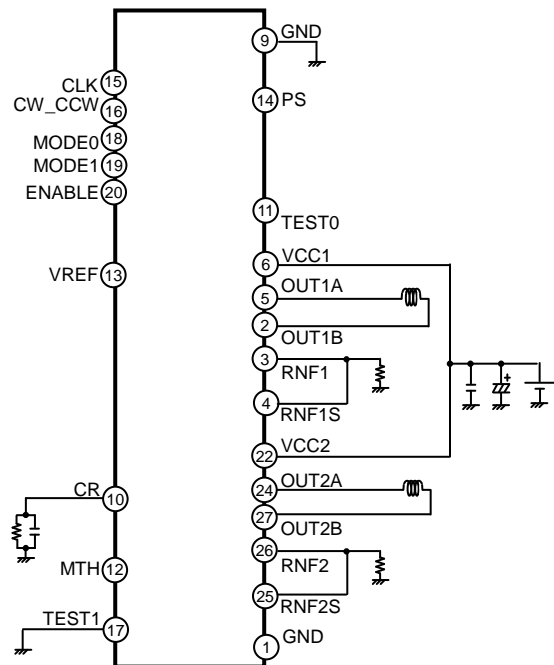 9 GND
15 CLK
16 CW_CCW
14 PS
18 MODE0
19 MODE1
20 ENABLE
11 TEST0
6 VCC1
13 VREF
5 OUT1A
2 OUT1B
3 RNF1
4 RNF1S
+
22 VCC2
24 OUT2A
CR 10
27 OUT2B
26 RNF2
MTH 12
25 RNF2S
TEST1 17
1 GND